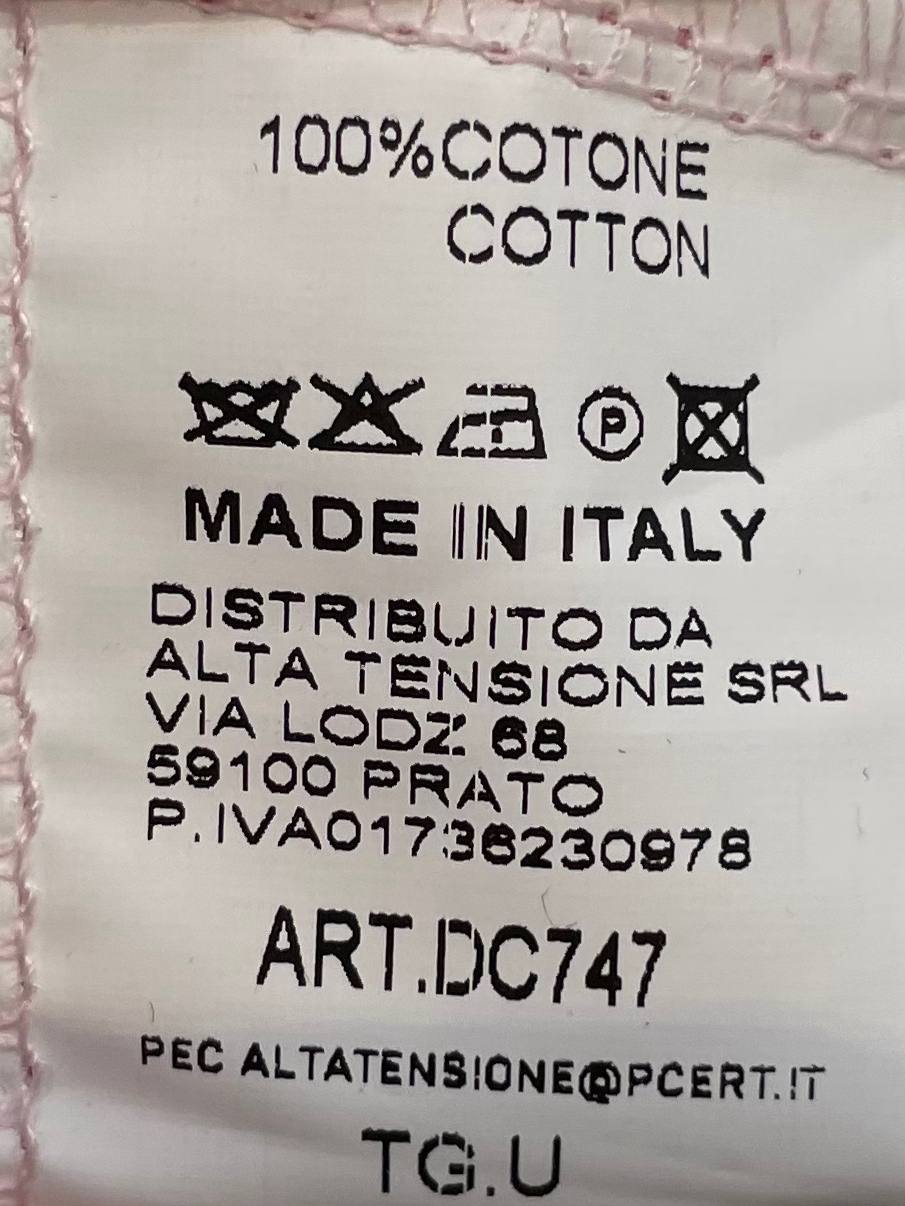 100%COTONE
COTTON
P
MADE IN ITALY
DISTRIBUITO DA
ALTA TENSIONE SRL
VIA LODZ 68
59100 PRATO
P.IVA01736230978
ART.DC747
PEC ALTATENSIONE@PCERT.IT
TG.U